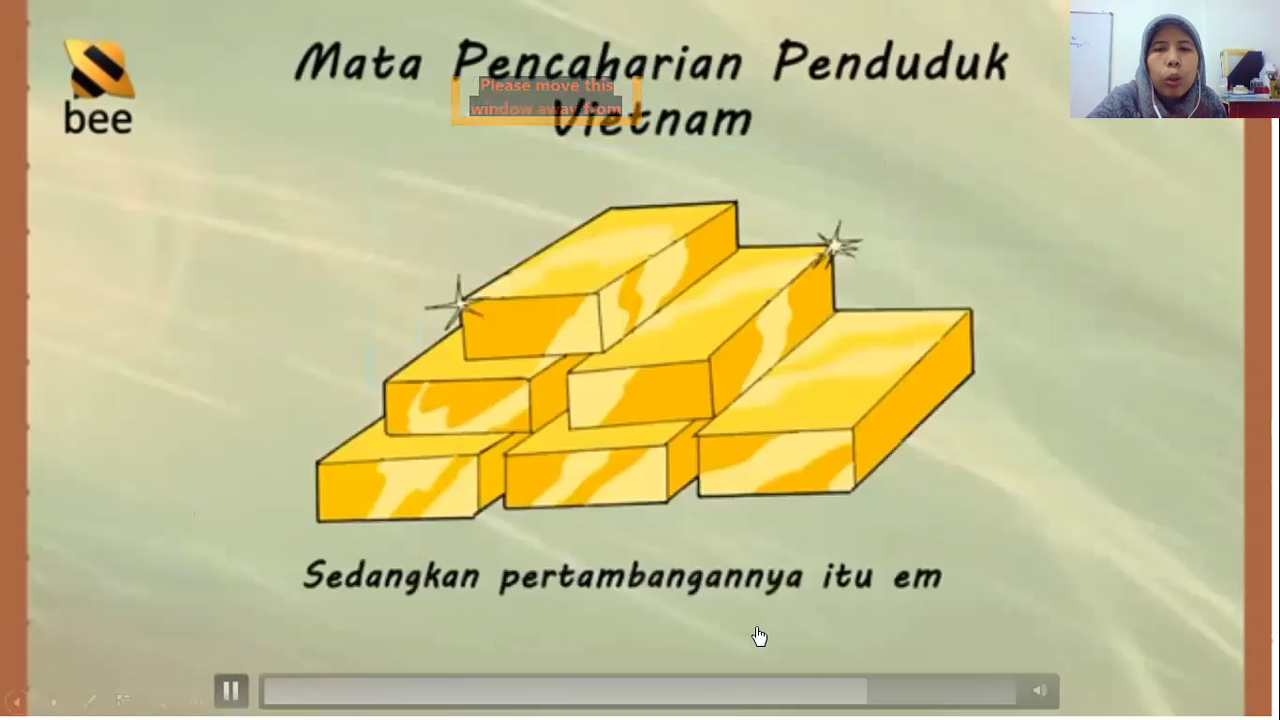 bee
Mata Pencaharian Penduduk
Vietnam
Please move this
window away from
Sedangkan pertambangannya itu em